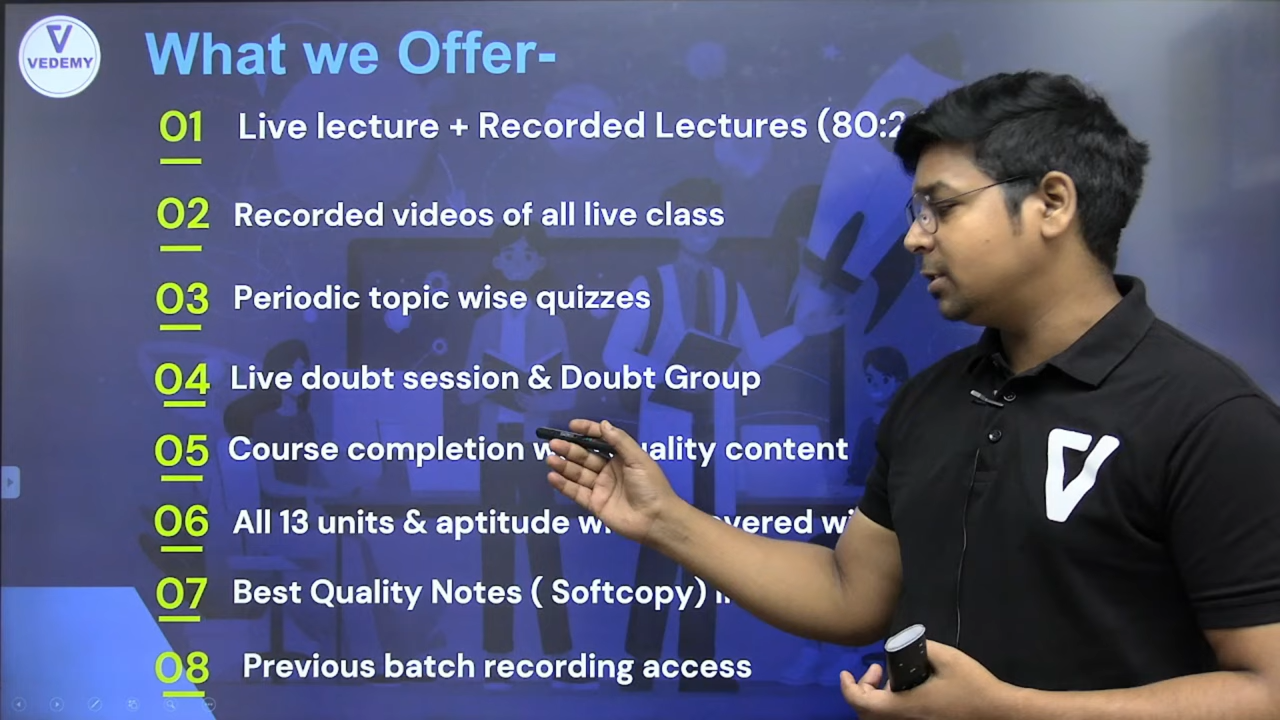 VEDEMY
What we Offer-
01 Live lecture + Recorded Lectures (80:2
02 Recorded videos of all live class
03 Periodic topic wise quizzes
04 Live doubt session & Doubt Group
05 Course completion content
06 All 13 units & aptitude
07 Best Quality Notes ( Softcopy)
08 Previous batch recording access